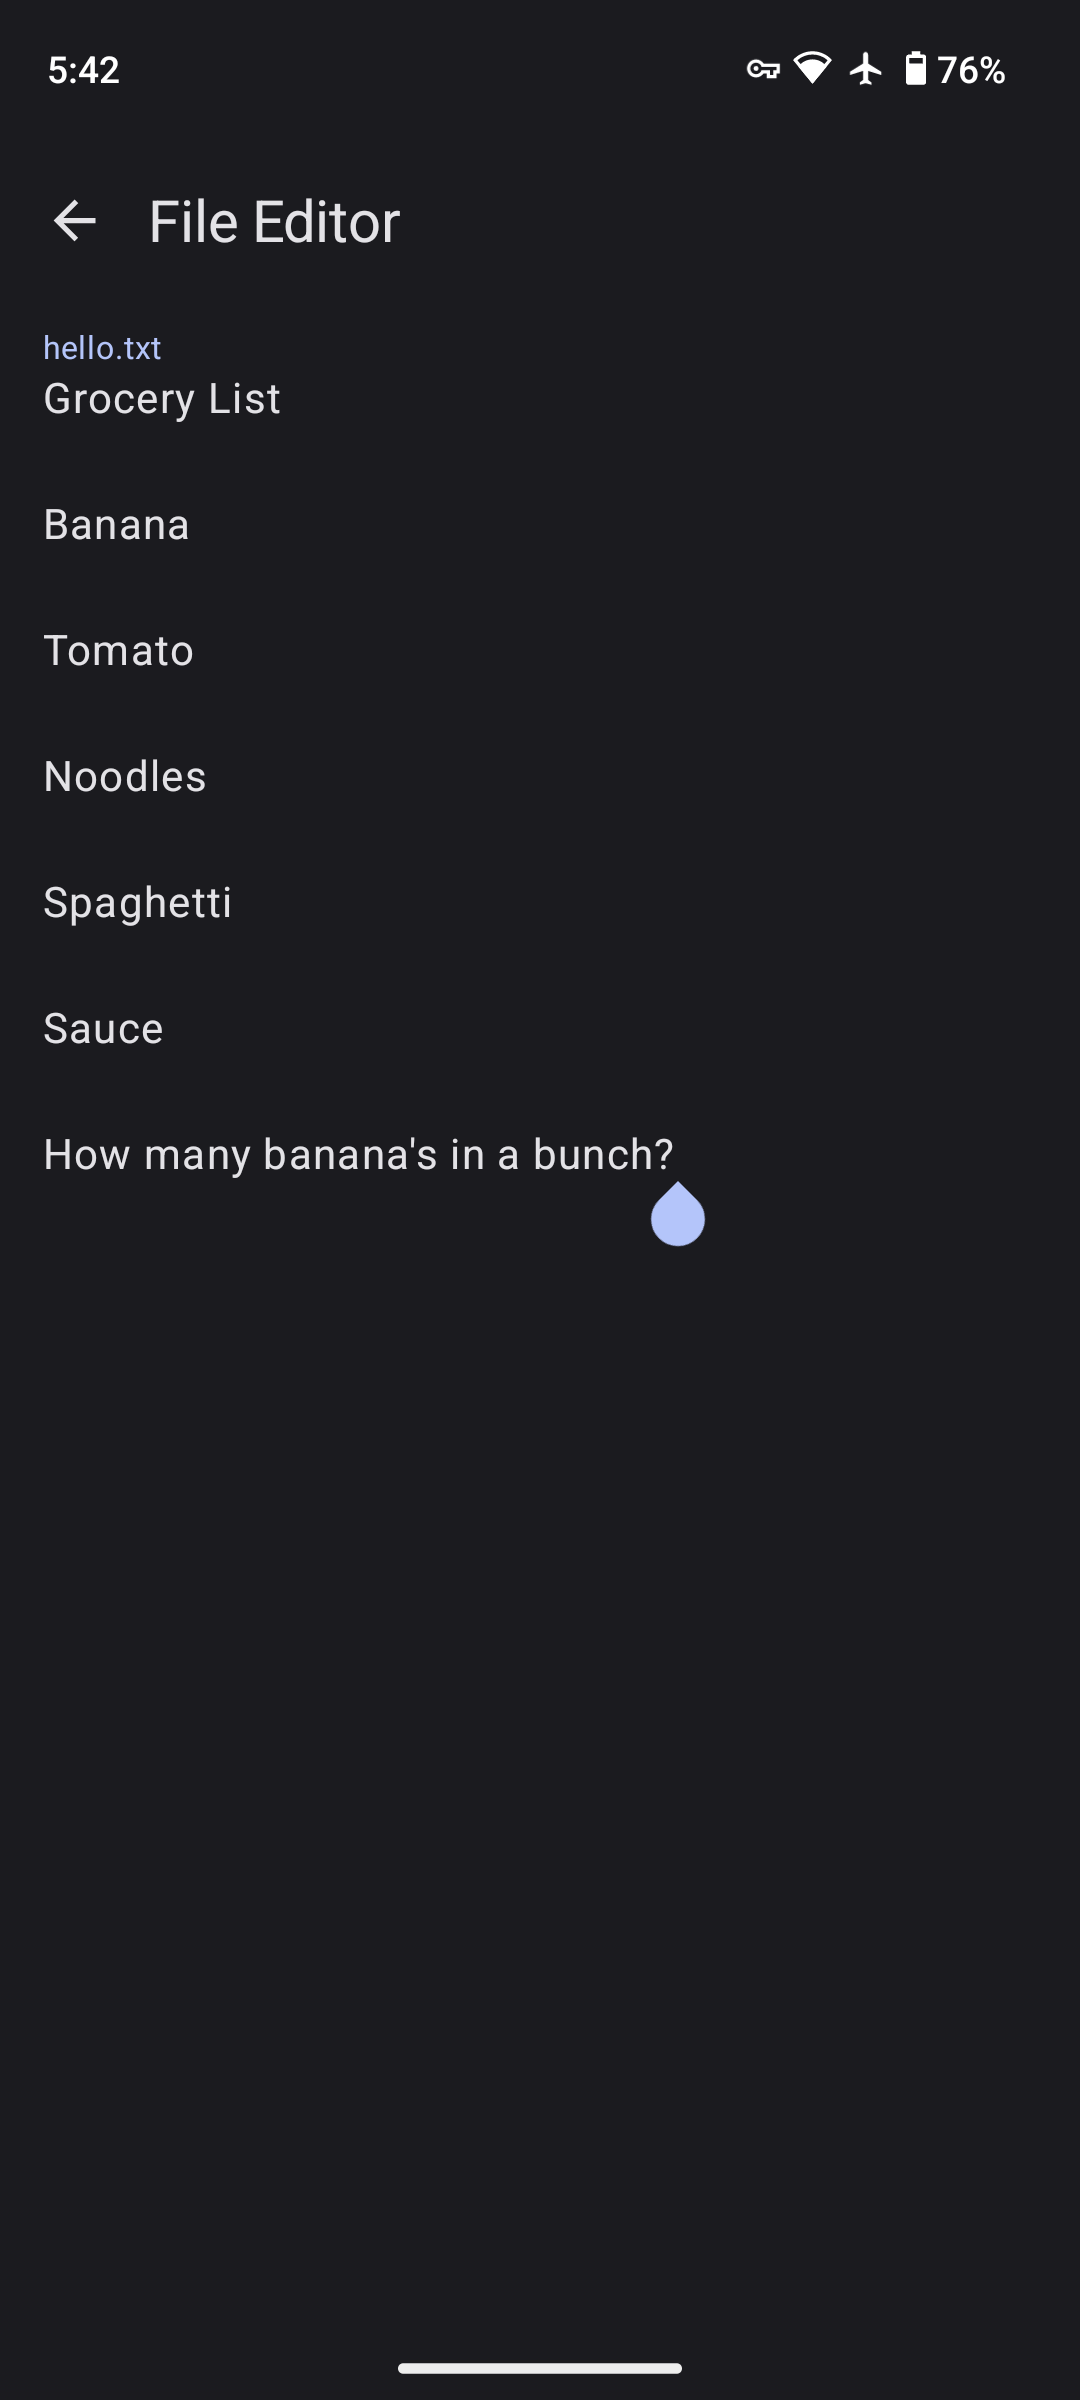 5:42 76%
File Editor
hello.txt
Grocery List
Banana
Tomato
Noodles
Spaghetti
Sauce
How many banana's in a bunch?